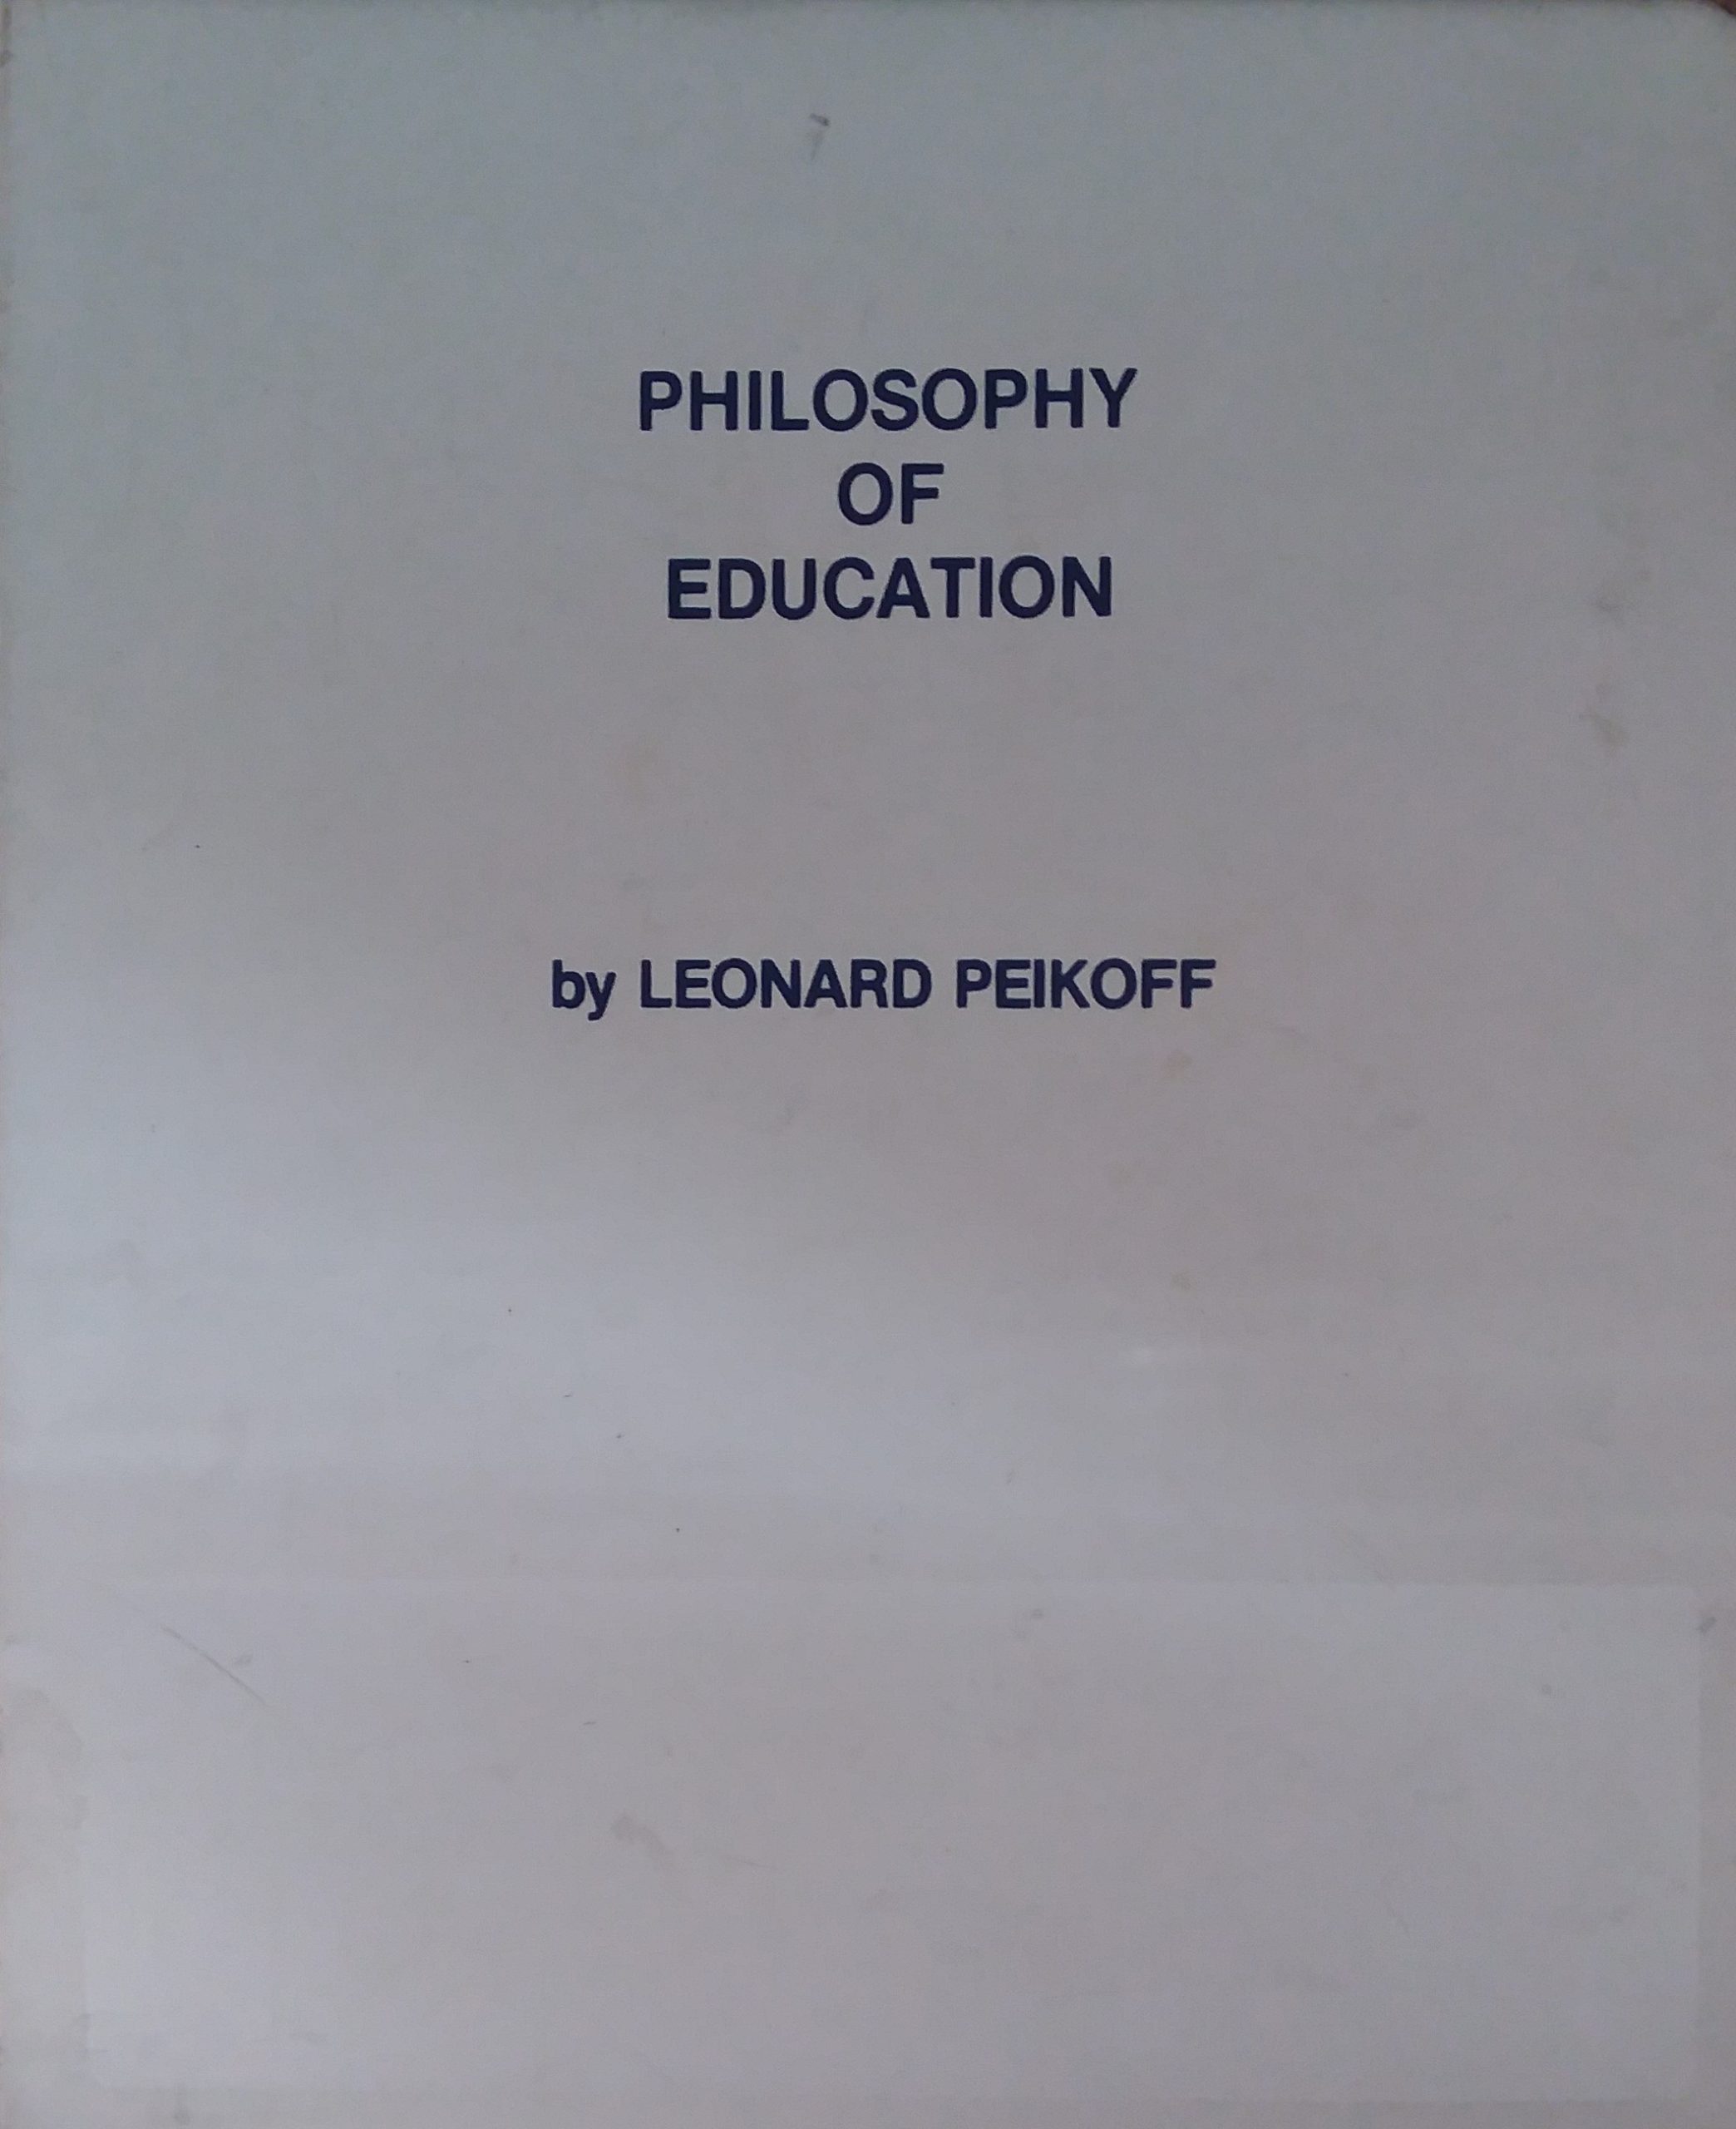 PHILOSOPHY
OF
EDUCATION
by LEONARD PEIKOFF